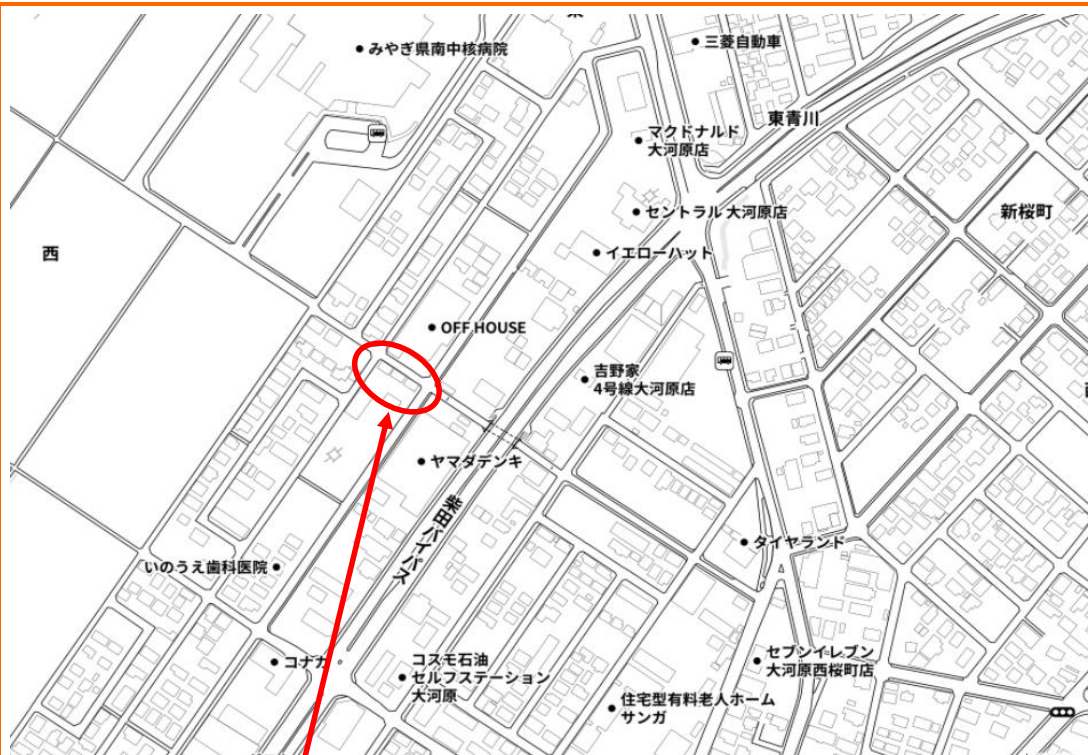 みやぎ県南中核病院
三菱自動車
東青川
マクドナルド
大河原店
セントラル 大河原店
新桜町
西
イエローハット
OFF HOUSE
吉野家
4号線大河原店
ヤマダデンキ
柴田バイパス
タイヤランド
いのうえ歯科医院
コナカ
コスモ石油
セルフステーション
大河原
セブンイレブン
大河原西桜町店
住宅型有料老人ホーム
サンガ